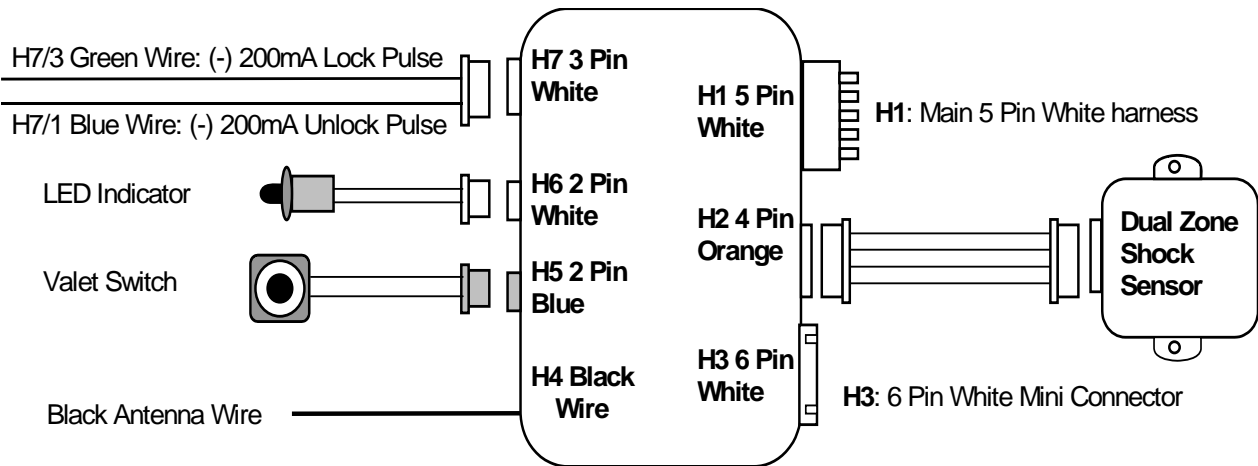 H7/3 Green Wire: (-) 200mA Lock Pulse
H7/1 Blue Wire: (-) 200mA Unlock Pulse
LED Indicator
Valet Switch
Black Antenna Wire
H7 3 Pin
White
H6 2 Pin
White
H5 2 Pin
Blue
H4 Black
Wire
H1 5 Pin
White
H2 4 Pin
Orange
H3 6 Pin
White
H1: Main 5 Pin White harness
Dual Zone
Shock
Sensor
H3: 6 Pin White Mini Connector